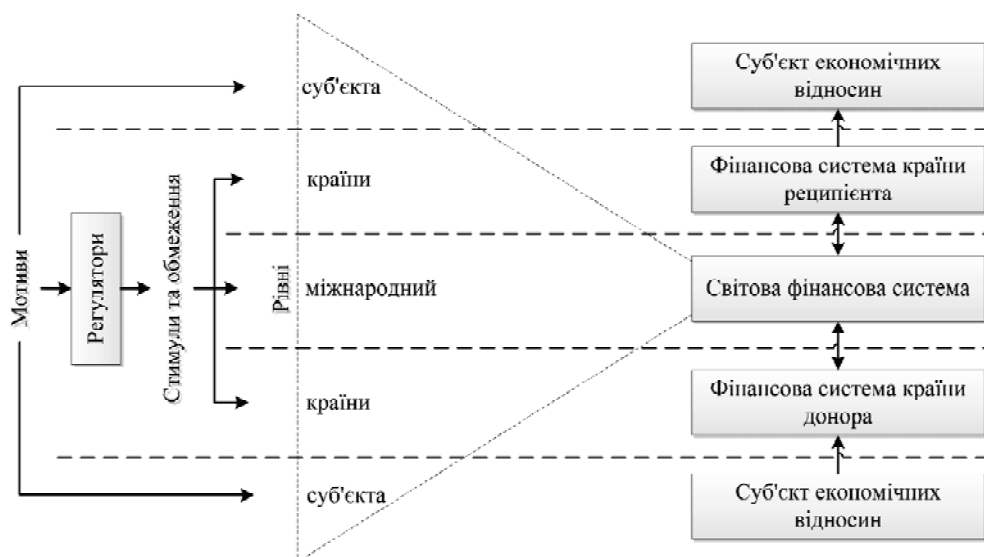 Мотиви
Регулятори
Стимули та обмеження
Рівні
суб'єкта
країни
міжнародний
країни
суб'єкта
Суб'єкт економічних
відносин
Фінансова система країни
реципієнта
Світова фінансова система
Фінансова система країни
донора
Суб'єкт економічних
відносин